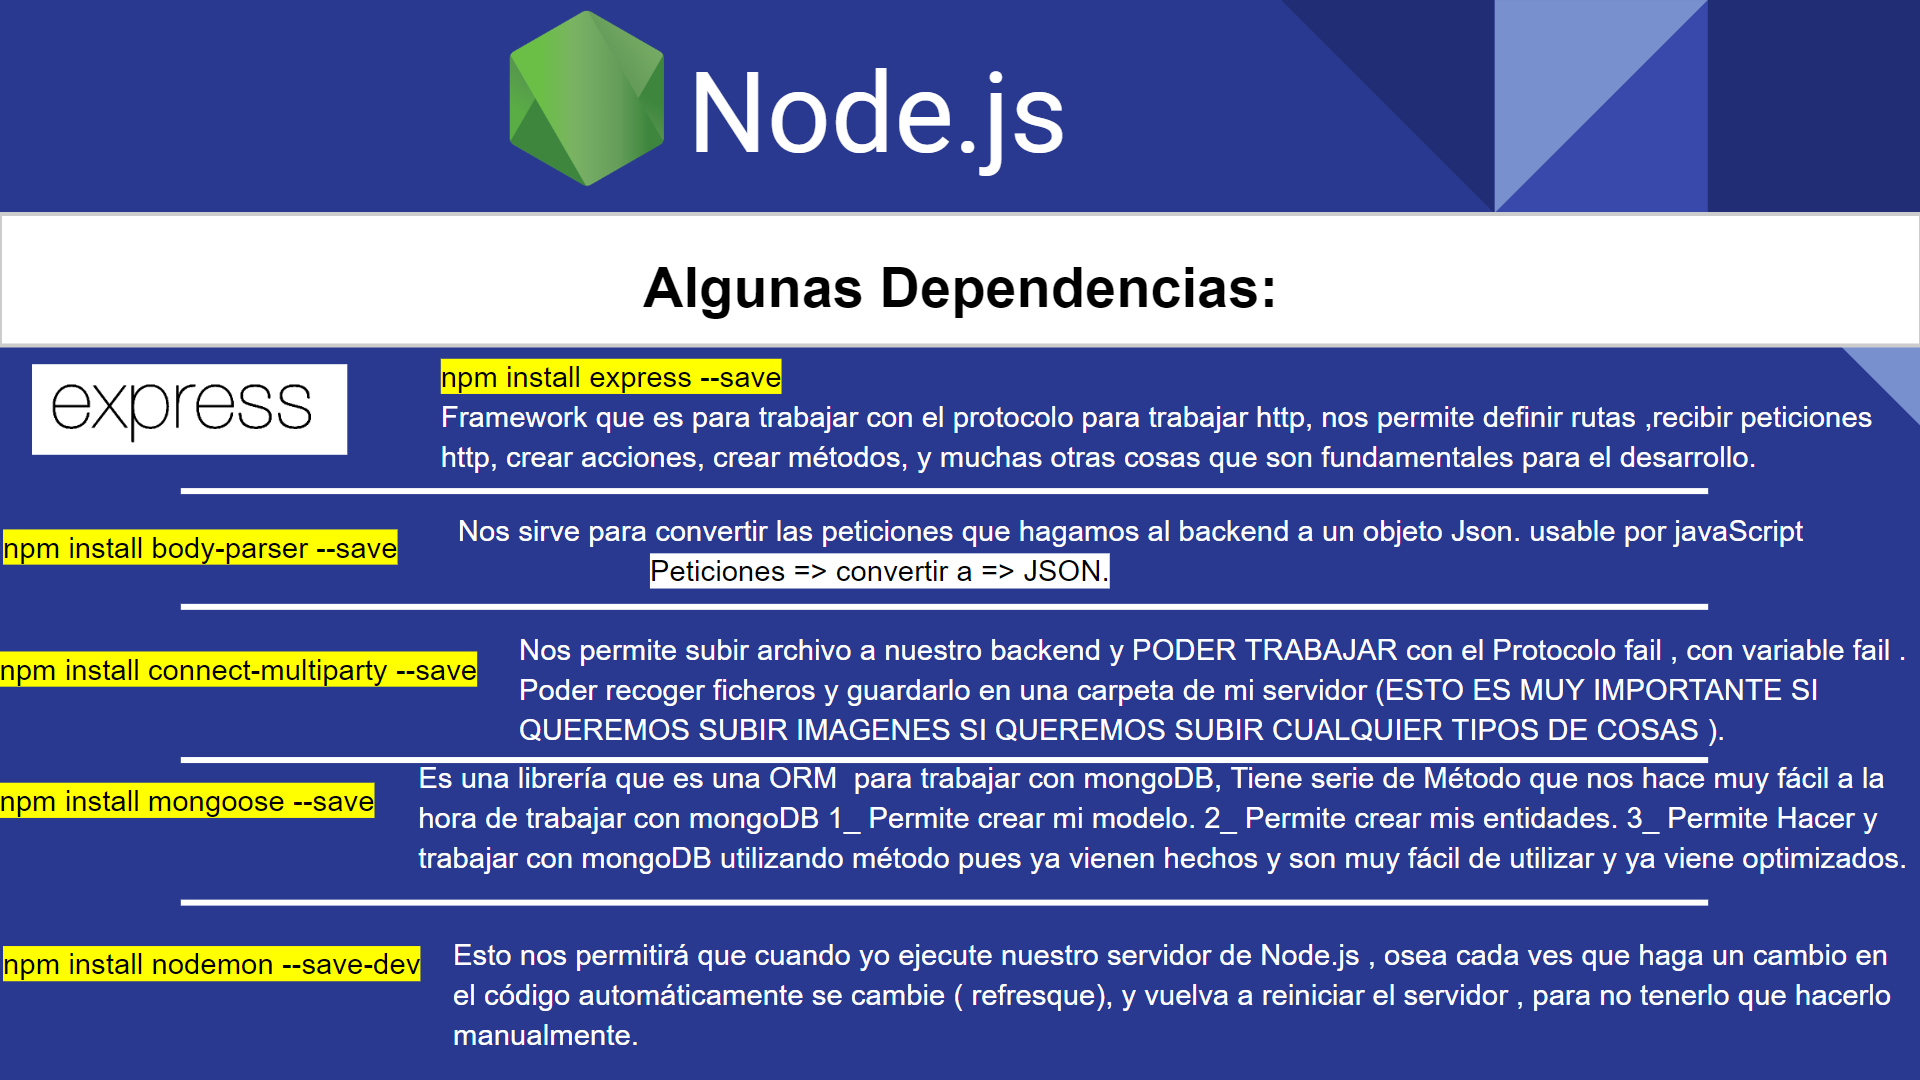 Node.js
Algunas Dependencias:
express
npm install express --save
Framework que es para trabajar con el protocolo para trabajar http, nos permite definir rutas ,recibir peticiones
http, crear acciones, crear métodos, y muchas otras cosas que son fundamentales para el desarrollo.
npm install body-parser --save
Nos sirve para convertir las peticiones que hagamos al backend a un objeto Json. usable por javaScript
Peticiones => convertir a => JSON.
npm install connect-multiparty --save
Nos permite subir archivo a nuestro backend y PODER TRABAJAR con el Protocolo fail , con variable fail .
Poder recoger ficheros y guardarlo en una carpeta de mi servidor (ESTO ES MUY IMPORTANTE SI
QUEREMOS SUBIR IMAGENES SI QUEREMOS SUBIR CUALQUIER TIPOS DE COSAS ).
npm install mongoose --save
Es una librería que es una ORM  para trabajar con mongoDB, Tiene serie de Método que nos hace muy fácil a la
hora de trabajar con mongoDB 1_ Permite crear mi modelo. 2_ Permite crear mis entidades. 3_ Permite Hacer y
trabajar con mongoDB utilizando método pues ya vienen hechos y son muy fácil de utilizar y ya viene optimizados.
npm install nodemon --save-dev
Esto nos permitirá que cuando yo ejecute nuestro servidor de Node.js , osea cada ves que haga un cambio en
el código automáticamente se cambie ( refresque), y vuelva a reiniciar el servidor , para no tenerlo que hacerlo
manualmente.